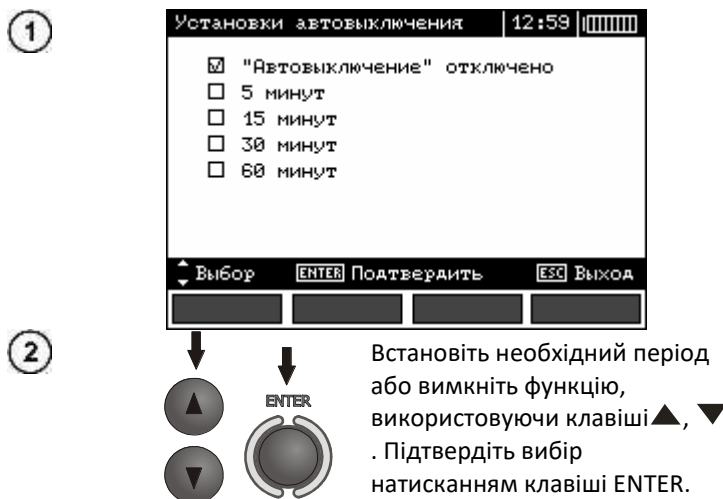 1
Установки автовыключения 12:59
☑ "Автовыключение" отключено
☐ 5 минут
☐ 15 минут
☐ 30 минут
☐ 60 минут
Выбор ENTER Подтвердить ESC Выход
2
ENTER
Встановіть необхідний період
або вимкніть функцію,
використовуючи клавіші▲, ▼
. Підтвердіть вибір
натисканням клавіші ENTER.